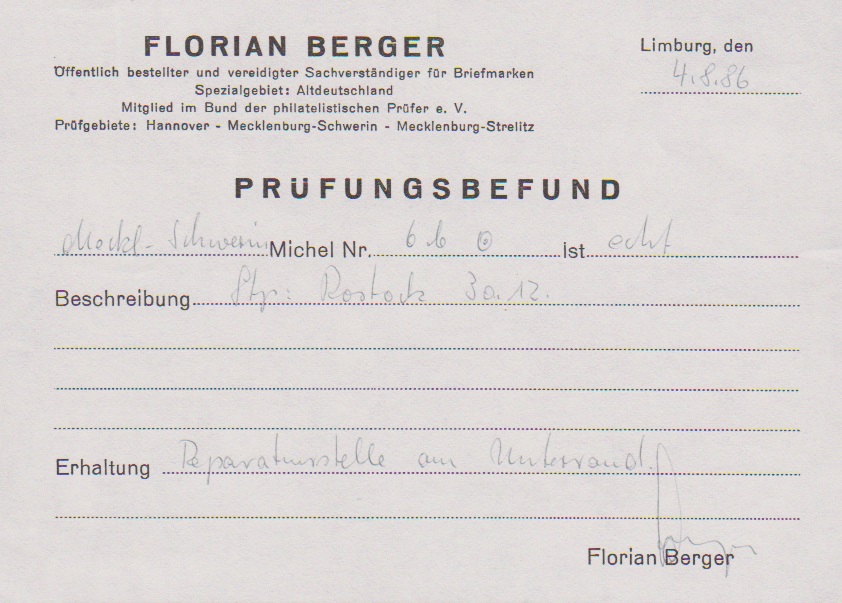 FLORIAN BERGER
Öffentlich bestellter und vereidigter Sachverständiger für Briefmarken
Spezialgebiet: Altdeutschland
Mitglied im Bund der philatelistischen Prüfer e. V.
Prüfgebiete: Hannover - Mecklenburg-Schwerin - Mecklenburg-Strelitz
Limburg, den
4.8.86
PRÜFUNGSBEFUND
Meckl-Schwerin Michel Nr. 6 b ⊙ ist echt
Beschreibung Stp: Rostock 30.12.
Erhaltung Reparaturstelle am Unterrand.
Florian Berger